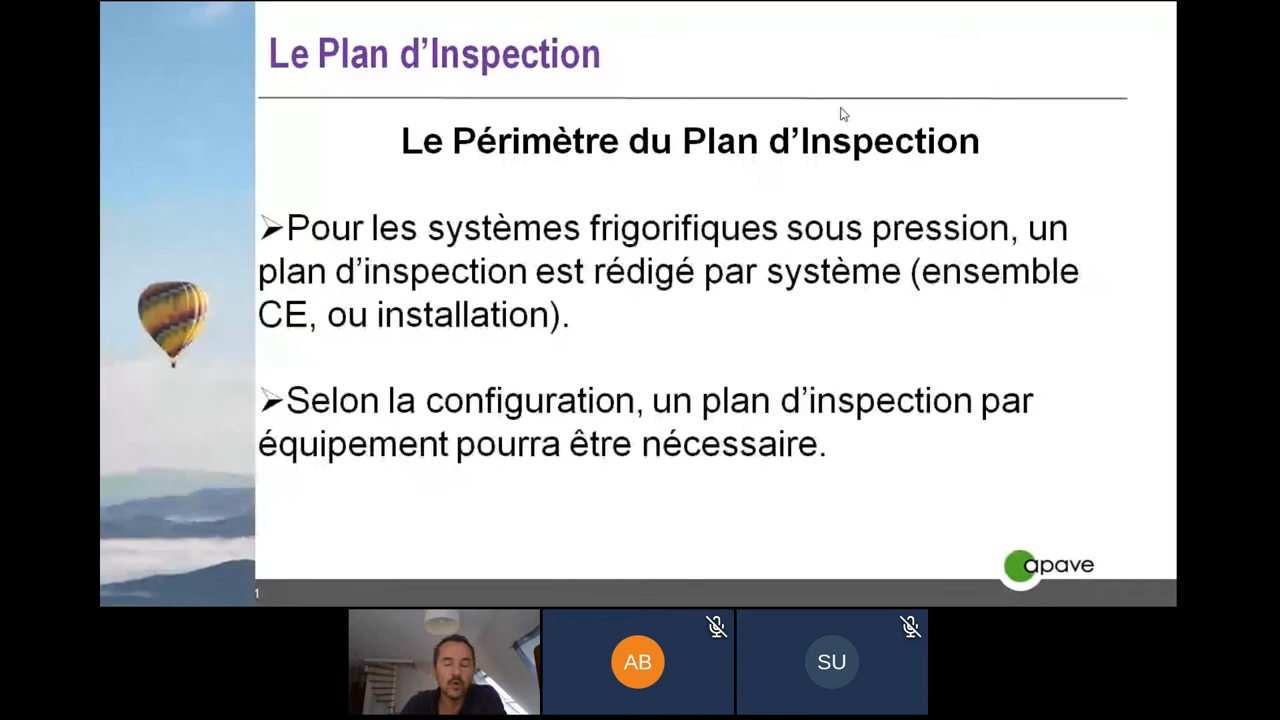 Le Plan d’Inspection
Le Périmètre du Plan d’Inspection
➢Pour les systèmes frigorifiques sous pression, un
plan d’inspection est rédigé par système (ensemble
CE, ou installation).
➢Selon la configuration, un plan d’inspection par
équipement pourra être nécessaire.
apave
1
AB
SU